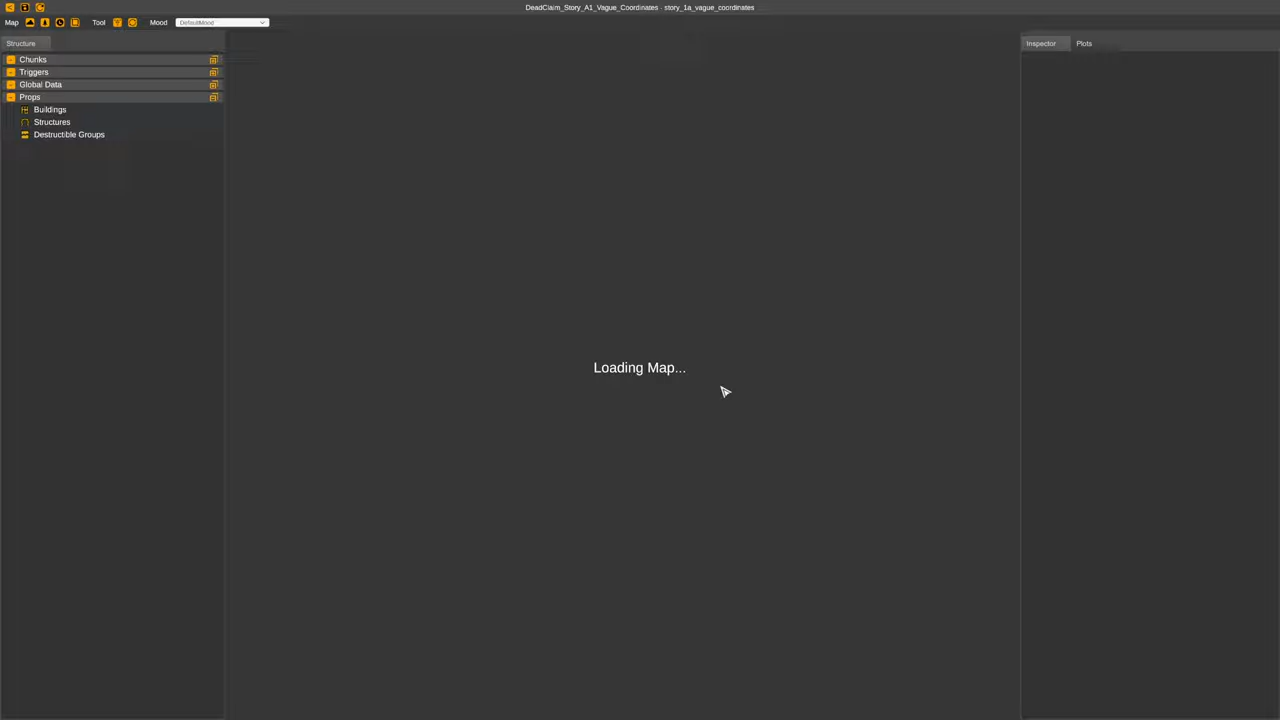 DeadClaim_Story_A1_Vague_Coordinates - story_1a_vague_coordinates
Map
Tool
Mood
DefaultMood
Structure
Inspector
Plots
Chunks
Triggers
Global Data
Props
Buildings
Structures
Destructible Groups
Loading Map...